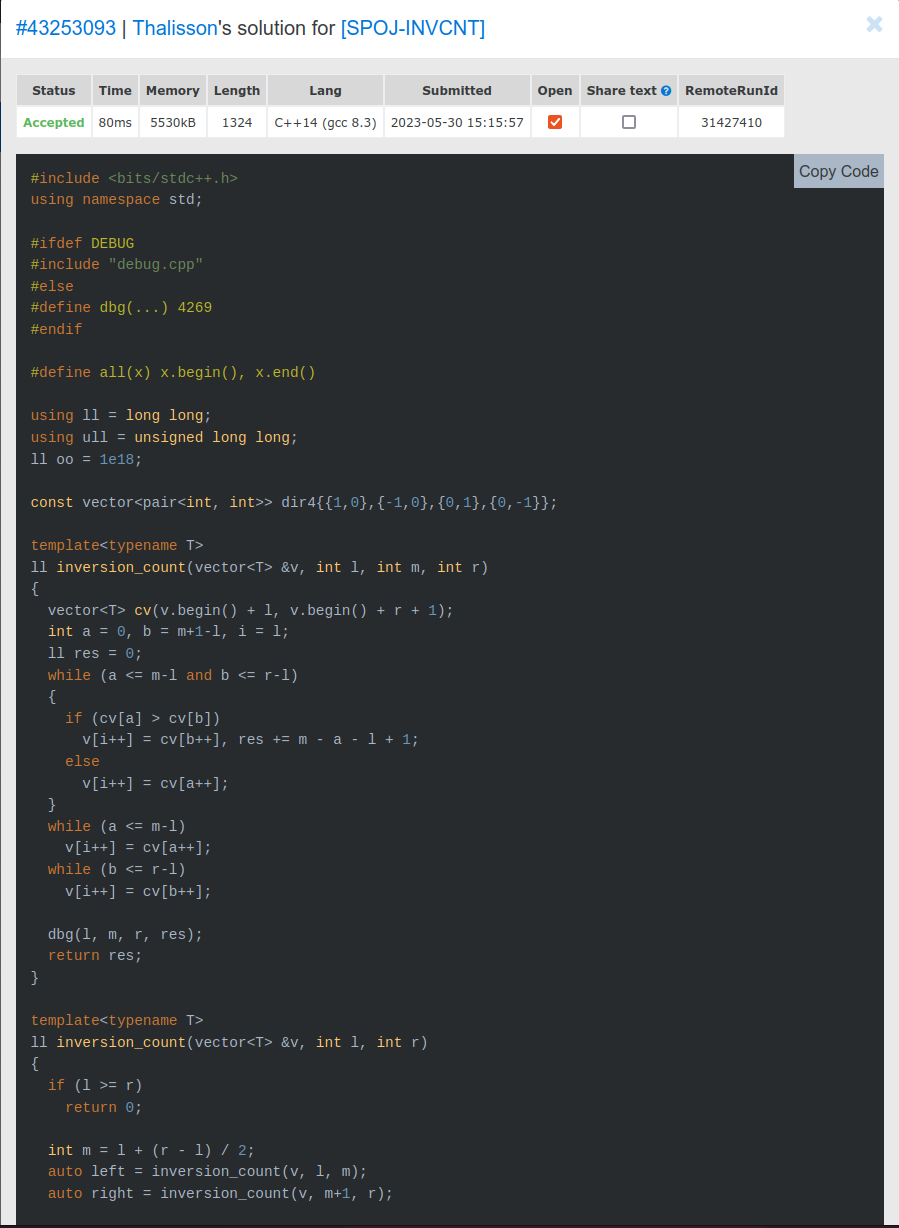 #43253093 | Thalisson's solution for [SPOJ-INVCNT]
Status Time Memory Length Lang Submitted Open Share text RemoteRunId
Accepted 80ms 5530kB 1324 C++14 (gcc 8.3) 2023-05-30 15:15:57 31427410
Copy Code
#include <bits/stdc++.h>
using namespace std;

#ifdef DEBUG
#include "debug.cpp"
#else
#define dbg(...) 4269
#endif

#define all(x) x.begin(), x.end()

using ll = long long;
using ull = unsigned long long;
ll oo = 1e18;

const vector<pair<int, int>> dir4{{1,0},{-1,0},{0,1},{0,-1}};

template<typename T>
ll inversion_count(vector<T> &v, int l, int m, int r)
{
  vector<T> cv(v.begin() + l, v.begin() + r + 1);
  int a = 0, b = m+1-l, i = l;
  ll res = 0;
  while (a <= m-l and b <= r-l)
  {
    if (cv[a] > cv[b])
      v[i++] = cv[b++], res += m - a - l + 1;
    else
      v[i++] = cv[a++];
  }
  while (a <= m-l)
    v[i++] = cv[a++];
  while (b <= r-l)
    v[i++] = cv[b++];

  dbg(l, m, r, res);
  return res;
}

template<typename T>
ll inversion_count(vector<T> &v, int l, int r)
{
  if (l >= r)
    return 0;

  int m = l + (r - l) / 2;
  auto left = inversion_count(v, l, m);
  auto right = inversion_count(v, m+1, r);